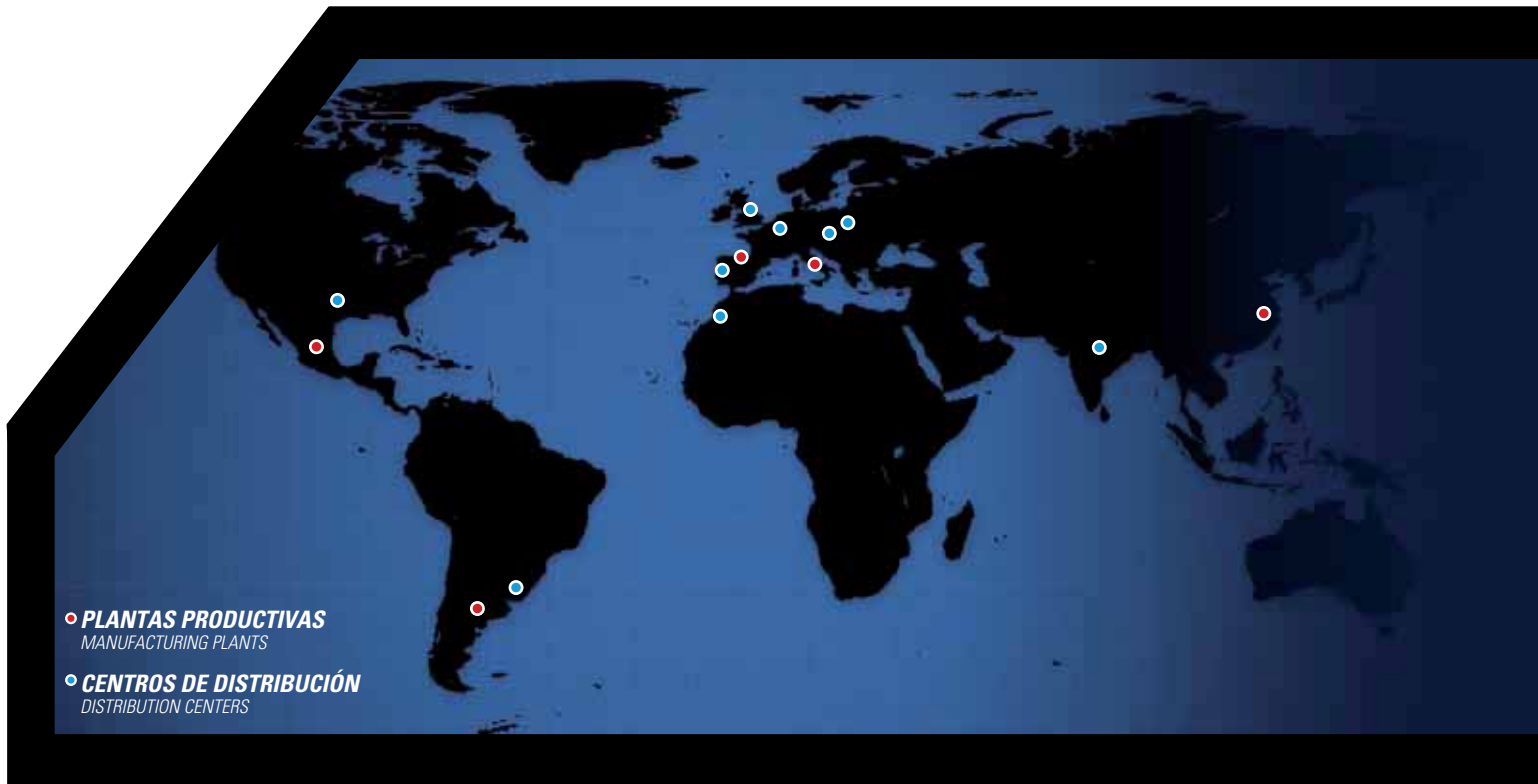 PLANTAS PRODUCTIVAS
MANUFACTURING PLANTS
CENTROS DE DISTRIBUCIÓN
DISTRIBUTION CENTERS